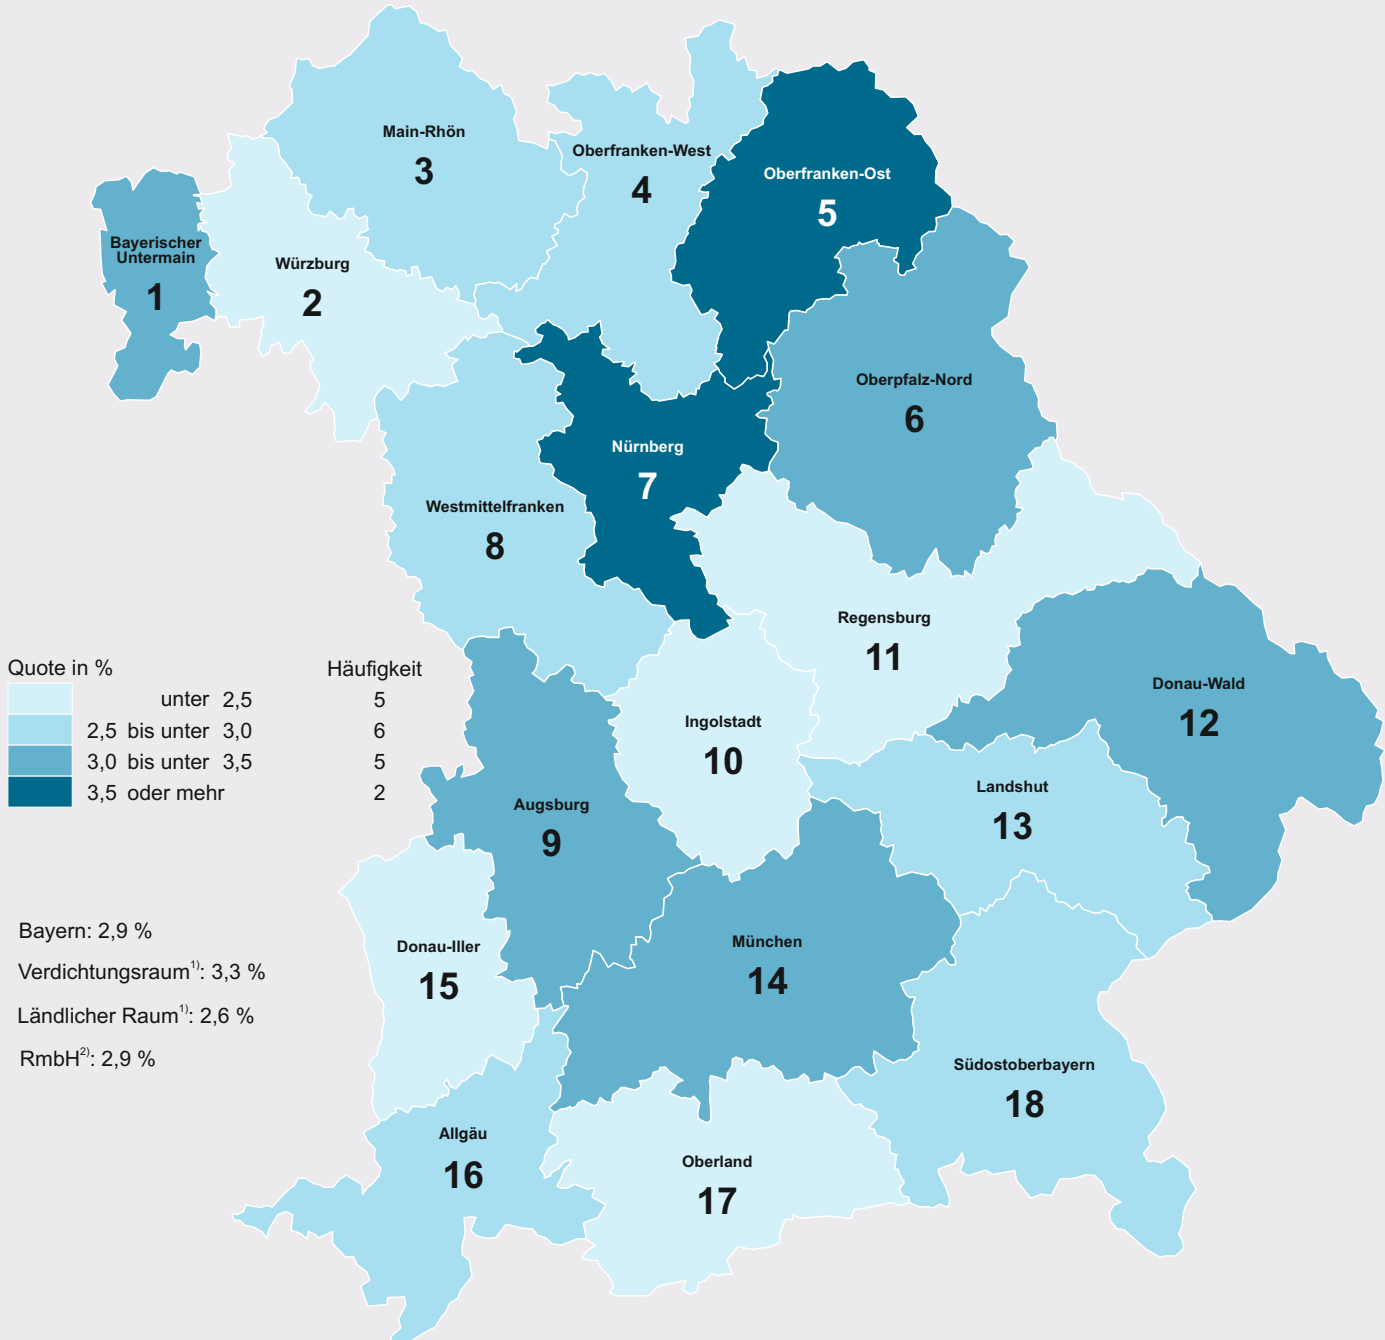 Main-Rhön
3
Oberfranken-West
4
Oberfranken-Ost
5
Bayerischer
Untermain
1
Würzburg
2
Oberpfalz-Nord
6
Nürnberg
7
Westmittelfranken
8
Regensburg
11
Donau-Wald
12
Ingolstadt
10
Landshut
13
Augsburg
9
München
14
Donau-Iller
15
Südostoberbayern
18
Allgäu
16
Oberland
17
Quote in % Häufigkeit
unter 2,5 5
2,5 bis unter 3,0 6
3,0 bis unter 3,5 5
3,5 oder mehr 2
Bayern: 2,9 %
Verdichtungsraum¹⁾: 3,3 %
Ländlicher Raum¹⁾: 2,6 %
RmbH²⁾: 2,9 %